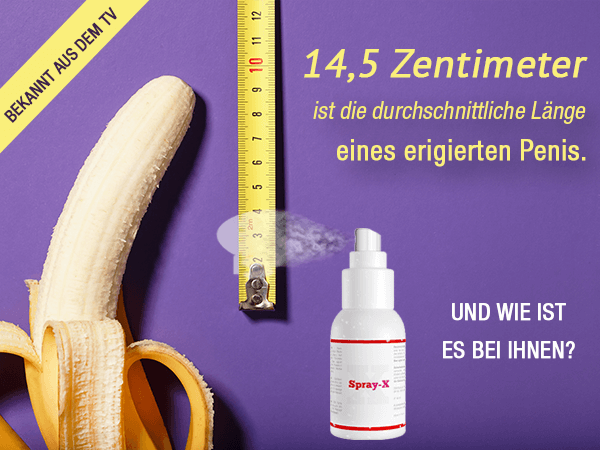 BEKANNT AUS DEM TV
14,5 Zentimeter
ist die durchschnittliche Länge
eines erigierten Penis.
12
11
10
9
8
7
6
5
4
3
2
2m
UND WIE IST
ES BEI IHNEN?
Spray-X